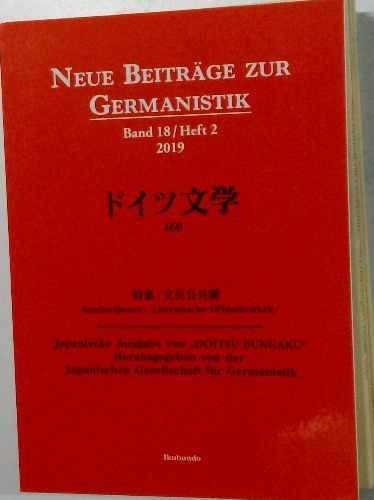 NEUE BEITRÄGE ZUR
GERMANISTIK
Band 18/Heft 2
2019
ドイツ文学
160
特集:文芸公共圏
Sonderthema: Literarische Öffentlichkeit
Japanische Ausgabe von „DOITSU BUNGAKU“
Herausgegeben von der
Japanischen Gesellschaft für Germanistik
Ikubundo